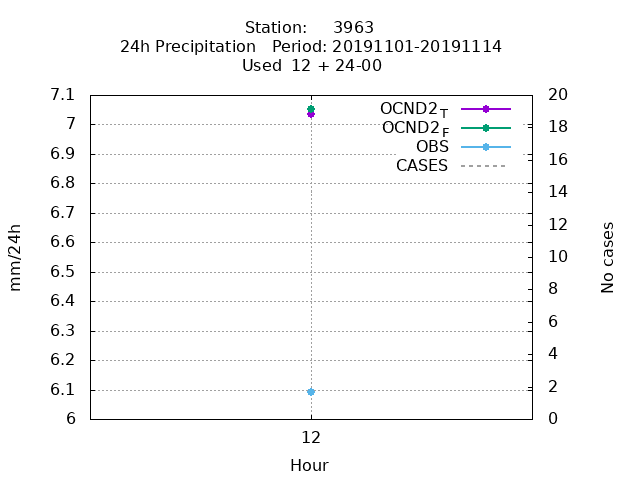 Station: 3963
24h Precipitation Period: 20191101-20191114
Used 12 + 24-00
7.1
7
6.9
6.8
6.7
6.6
6.5
6.4
6.3
6.2
6.1
6
mm/24h
OCND2T
OCND2F
OBS
CASES
20
18
16
14
12
10
8
6
4
2
0
No cases
12
Hour